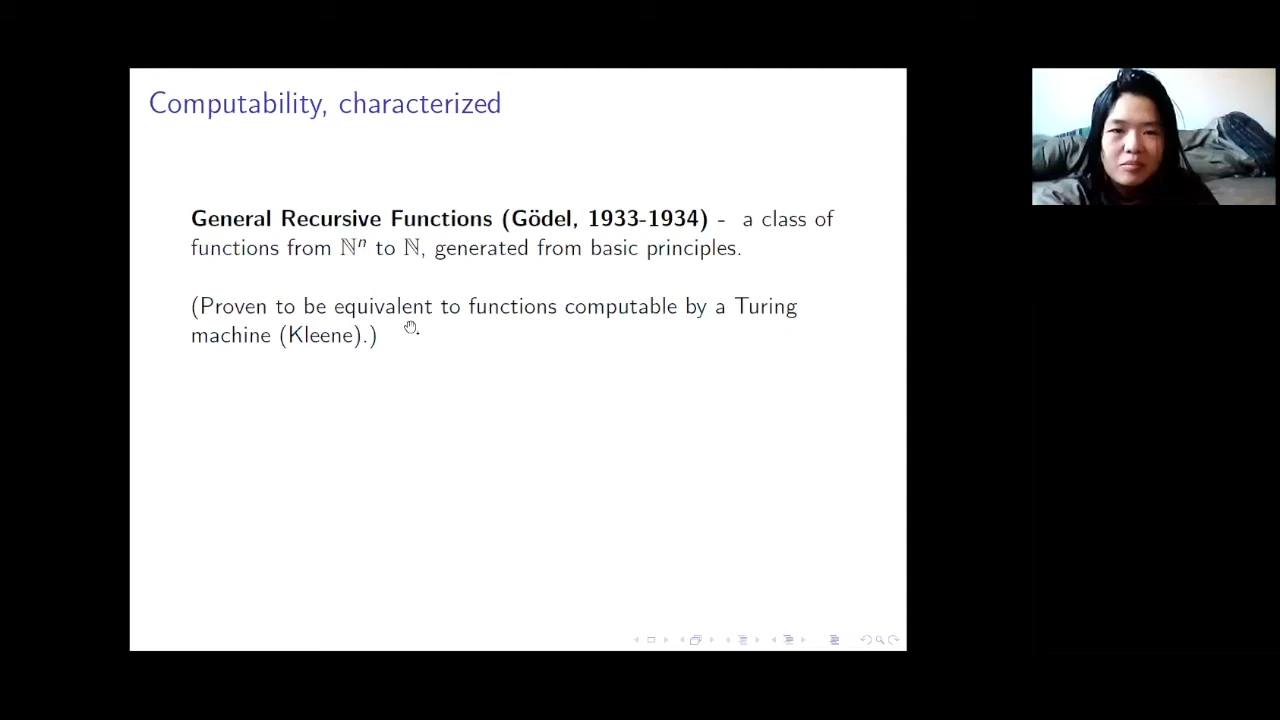 Computability, characterized
General Recursive Functions (Gödel, 1933-1934) - a class of
functions from ℕⁿ to ℕ, generated from basic principles.
(Proven to be equivalent to functions computable by a Turing
machine (Kleene).)